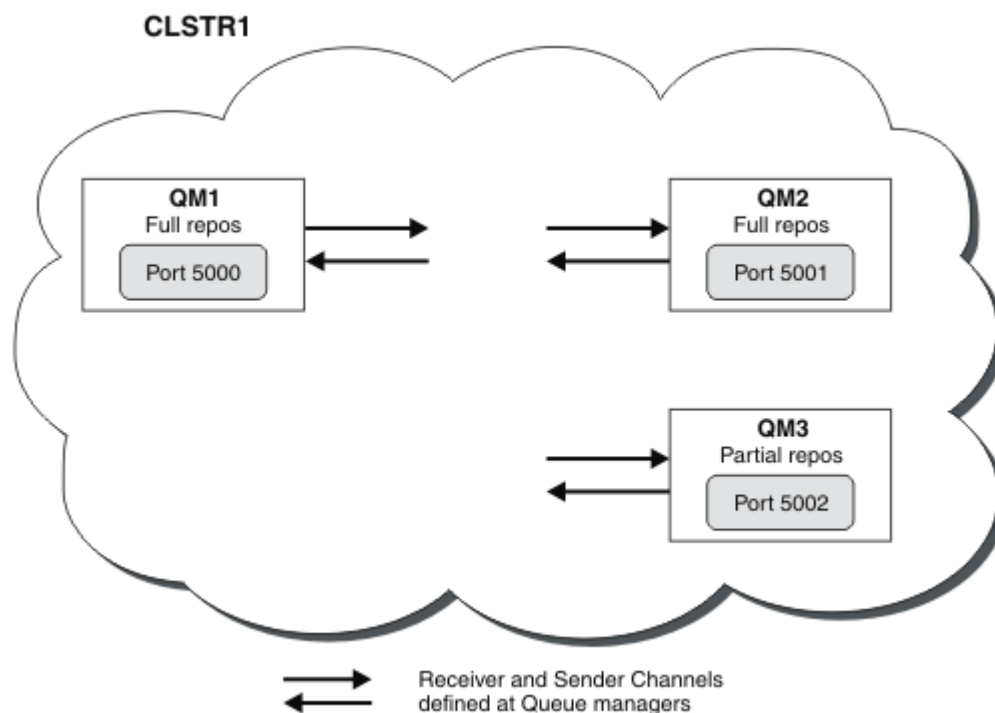 CLSTR1
QM1
Full repos
Port 5000
QM2
Full repos
Port 5001
QM3
Partial repos
Port 5002
Receiver and Sender Channels
defined at Queue managers